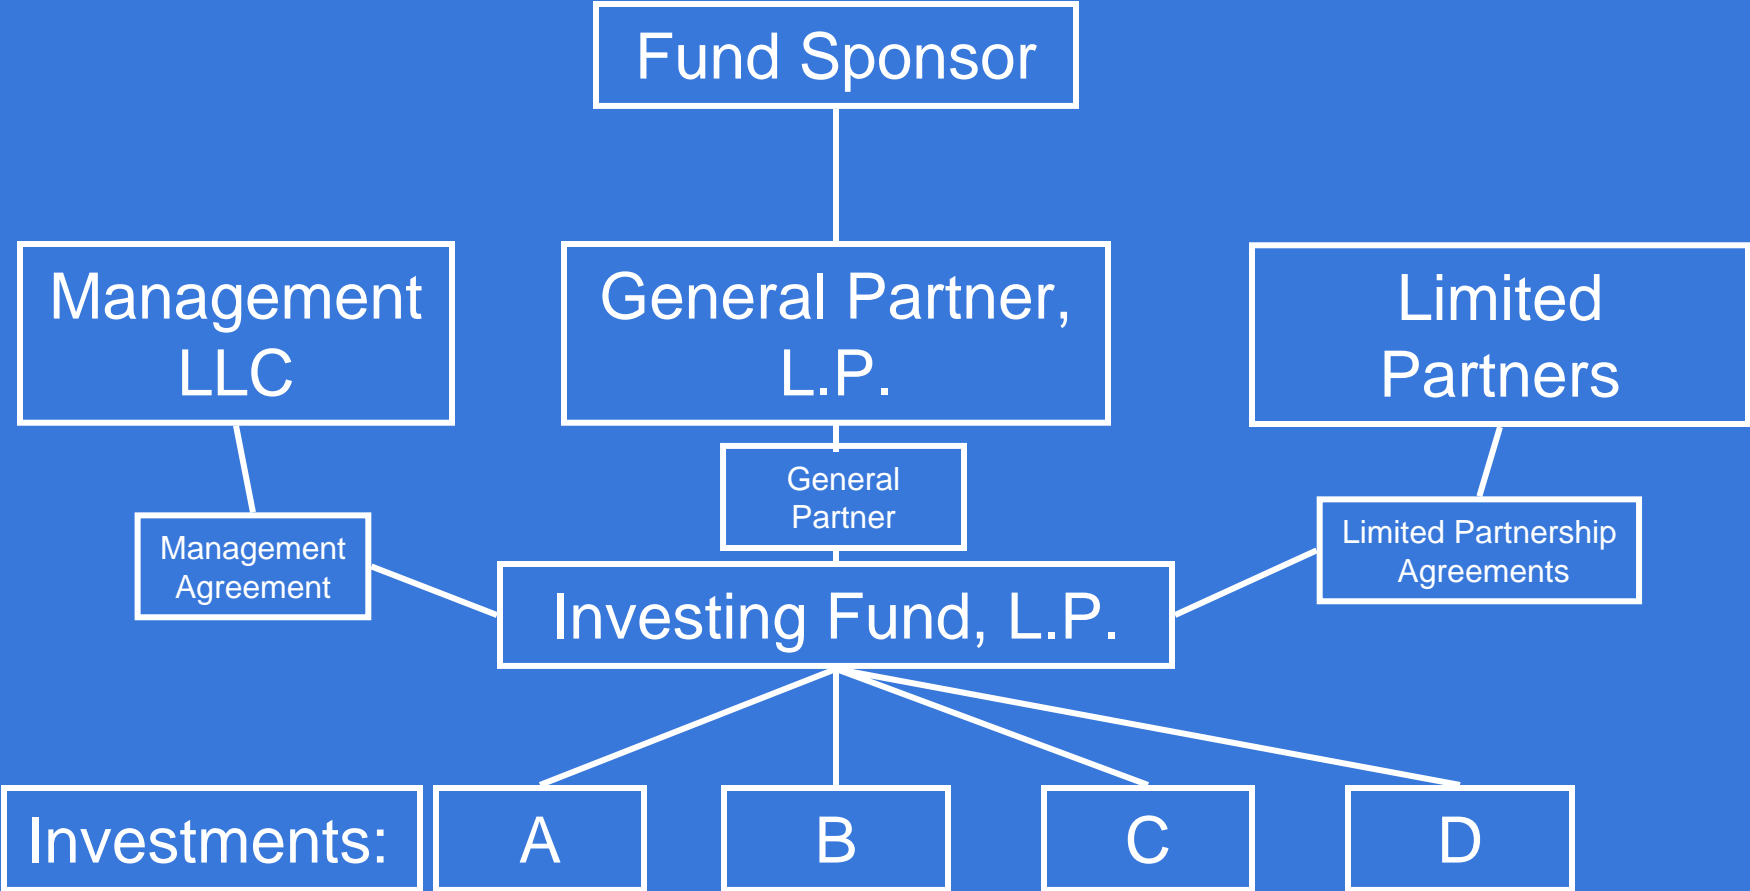 Fund Sponsor
Management
LLC
General Partner,
L.P.
Limited
Partners
General
Partner
Management
Agreement
Limited Partnership
Agreements
Investing Fund, L.P.
Investments:
A
B
C
D